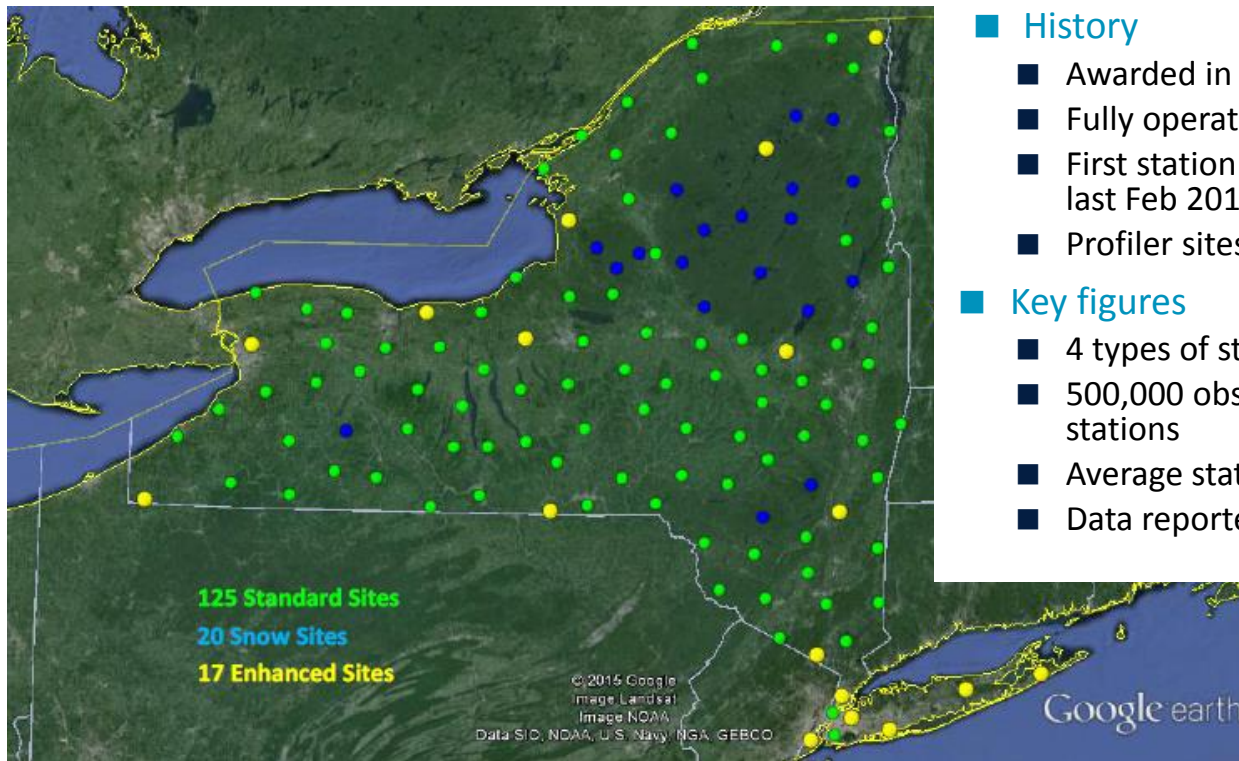 History
Awarded in
Fully operat
First station
last Feb 201
Profiler sites
Key figures
4 types of st
500,000 obs
stations
Average stat
Data reporte
125 Standard Sites
20 Snow Sites
17 Enhanced Sites
© 2015 Google
Image Landsat
Image NOAA
Data SIO, NOAA, U.S. Navy, NGA, GEBCO
Google earth